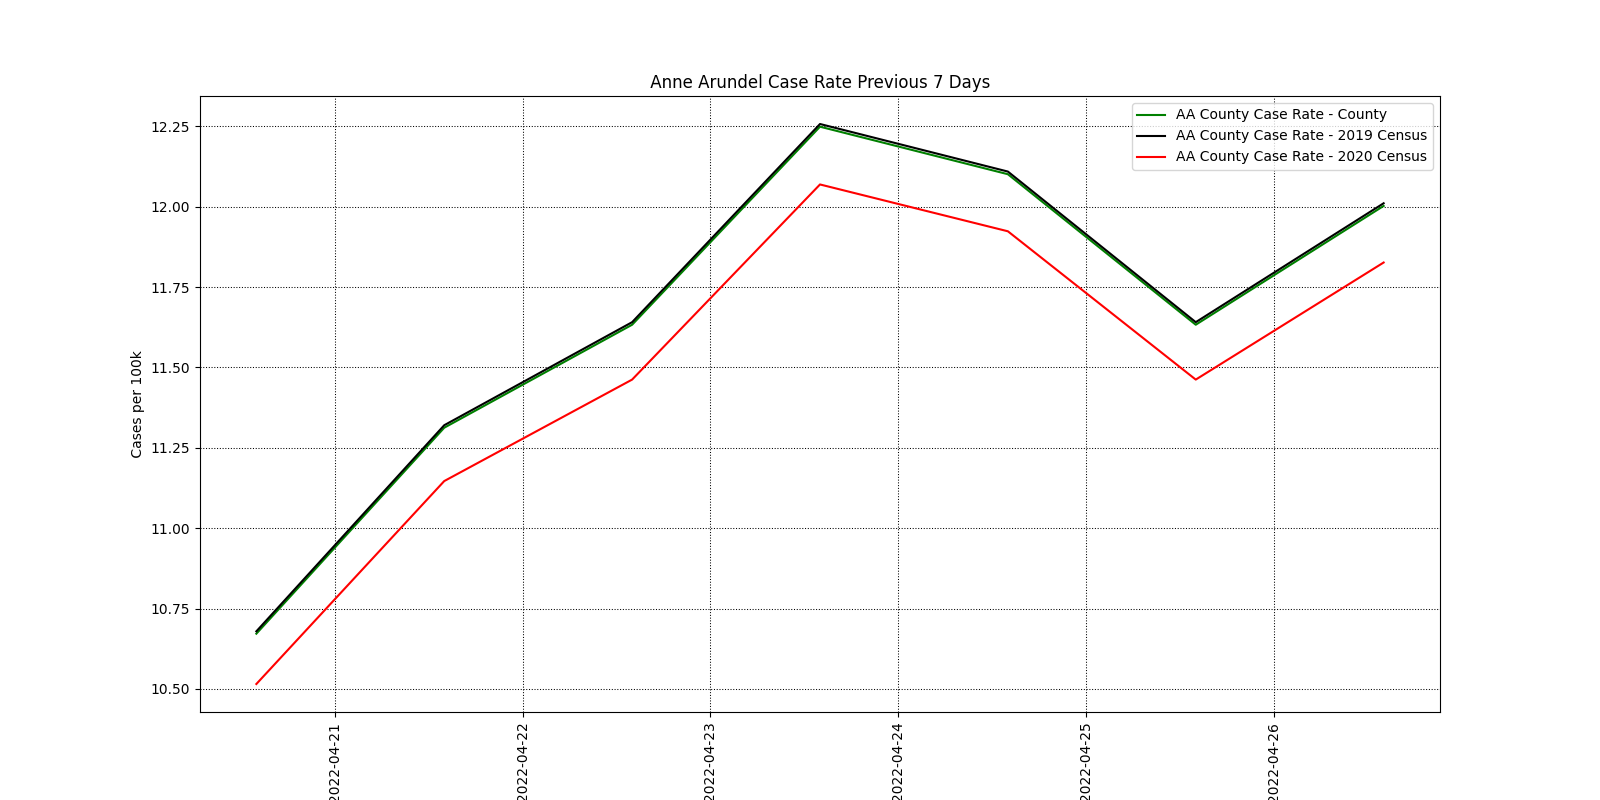 Anne Arundel Case Rate Previous 7 Days
AA County Case Rate - County
AA County Case Rate - 2019 Census
AA County Case Rate - 2020 Census
Cases per 100k
12.25
12.00
11.75
11.50
11.25
11.00
10.75
10.50
2022-04-21
2022-04-22
2022-04-23
2022-04-24
2022-04-25
2022-04-26